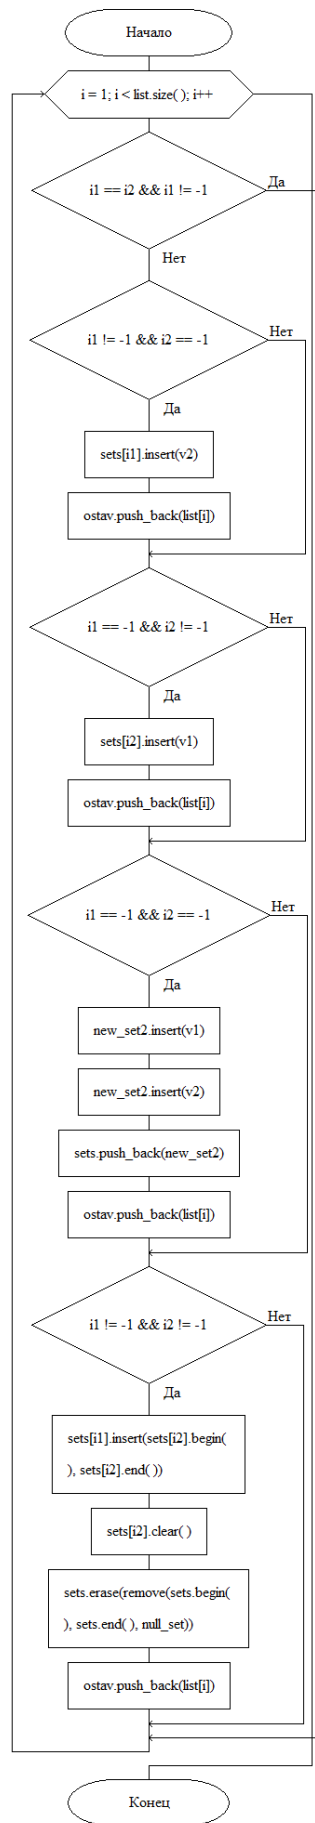 Начало
i = 1; i < list.size( ); i++
i1 == i2 && i1 != -1
Да
Нет
i1 != -1 && i2 == -1
Нет
Да
sets[i1].insert(v2)
ostav.push_back(list[i])
i1 == -1 && i2 != -1
Нет
Да
sets[i2].insert(v1)
ostav.push_back(list[i])
i1 == -1 && i2 == -1
Нет
Да
new_set2.insert(v1)
new_set2.insert(v2)
sets.push_back(new_set2)
ostav.push_back(list[i])
i1 != -1 && i2 != -1
Нет
Да
sets[i1].insert(sets[i2].begin(
), sets[i2].end( ))
sets[i2].clear( )
sets.erase(remove(sets.begin(
), sets.end( ), null_set))
ostav.push_back(list[i])
Конец